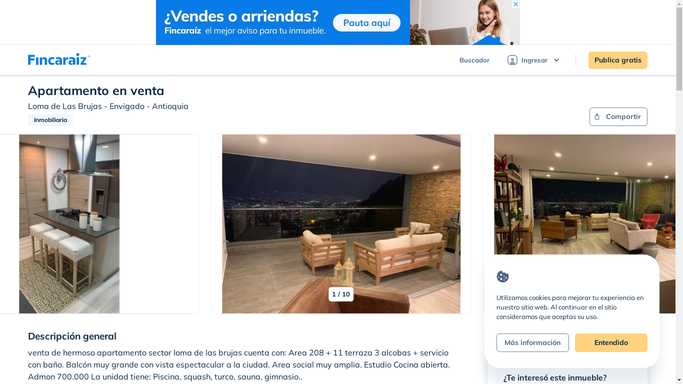 ¿Vendes o arriendas?
Fincaraíz el mejor aviso para tu inmueble.
Pauta aquí
Fincaraíz
Buscador
Ingresar
Publica gratis
Apartamento en venta
Loma de Las Brujas - Envigado - Antioquia
Inmobiliaria
Compartir
1 / 10
Utilizamos cookies para mejorar tu experiencia en
nuestro sitio web. Al continuar en el sitio
consideramos que aceptas su uso.
Más información
Entendido
Descripción general
venta de hermoso apartamento sector loma de las brujas cuenta con: Area 208 + 11 terraza 3 alcobas + servicio
con baño. Balcón muy grande con vista espectacular a la ciudad. Area social muy amplia. Estudio Cocina abierta.
Admon 700.000 La unidad tiene: Piscina, squash, turco, sauna, gimnasio..
¿Te interesó este inmueble?